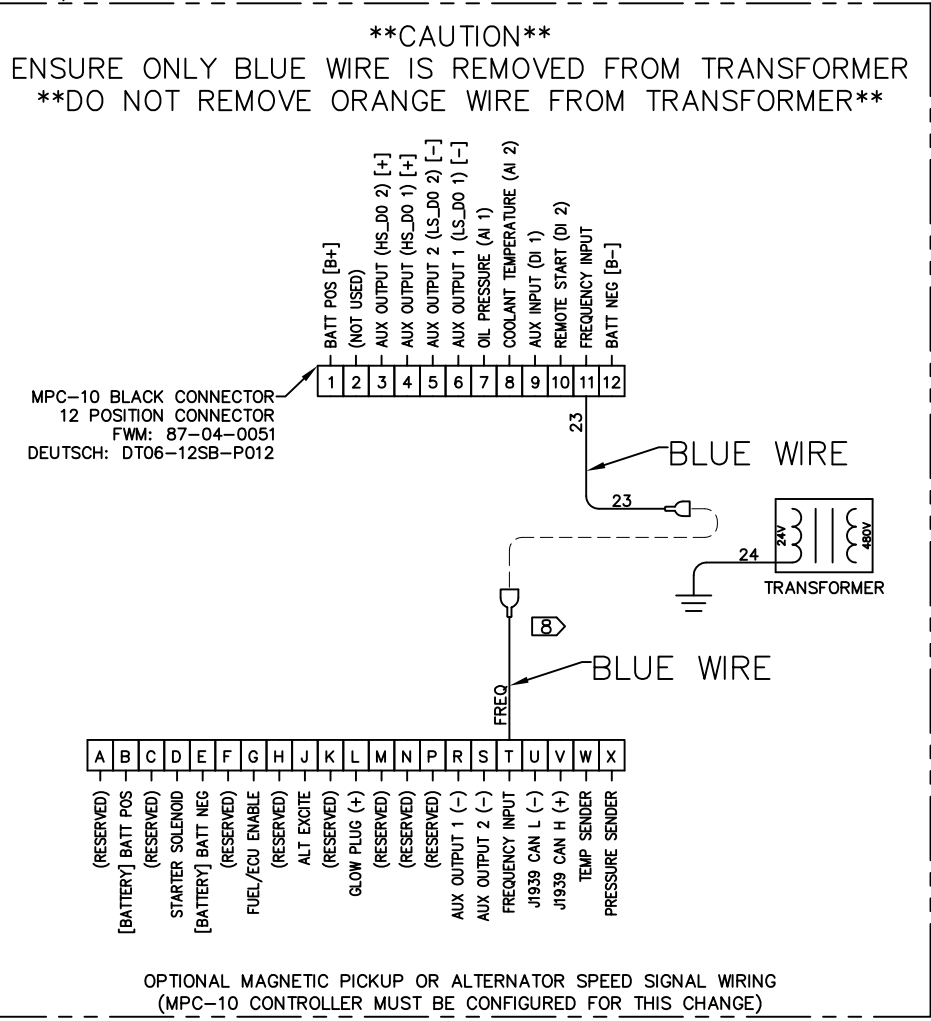 **CAUTION**
ENSURE ONLY BLUE WIRE IS REMOVED FROM TRANSFORMER
**DO NOT REMOVE ORANGE WIRE FROM TRANSFORMER**
BATT POS [B+]
(NOT USED)
AUX OUTPUT (HS_DO 2) [+]
AUX OUTPUT (HS_DO 1) [+]
AUX OUTPUT 2 (LS_DO 2) [-]
AUX OUTPUT 1 (LS_DO 1) [-]
OIL PRESSURE (AI 1)
COOLANT TEMPERATURE (AI 2)
AUX INPUT (DI 1)
REMOTE START (DI 2)
FREQUENCY INPUT
BATT NEG [B-]
1 2 3 4 5 6 7 8 9 10 11 12
MPC-10 BLACK CONNECTOR
12 POSITION CONNECTOR
FWM: 87-04-0051
DEUTSCH: DT06-12SB-P012
23
BLUE WIRE
23
24V
480V
24
TRANSFORMER
8
BLUE WIRE
FREQ
A B C D E F G H J K L M N P R S T U V W X
(RESERVED)
[BATTERY] BATT POS
(RESERVED)
STARTER SOLENOID
[BATTERY] BATT NEG
(RESERVED)
FUEL/ECU ENABLE
(RESERVED)
ALT EXCITE
(RESERVED)
GLOW PLUG (+)
(RESERVED)
(RESERVED)
(RESERVED)
AUX OUTPUT 1 (-)
AUX OUTPUT 2 (-)
FREQUENCY INPUT
J1939 CAN L (-)
J1939 CAN H (+)
TEMP SENDER
PRESSURE SENDER
OPTIONAL MAGNETIC PICKUP OR ALTERNATOR SPEED SIGNAL WIRING
(MPC-10 CONTROLLER MUST BE CONFIGURED FOR THIS CHANGE)